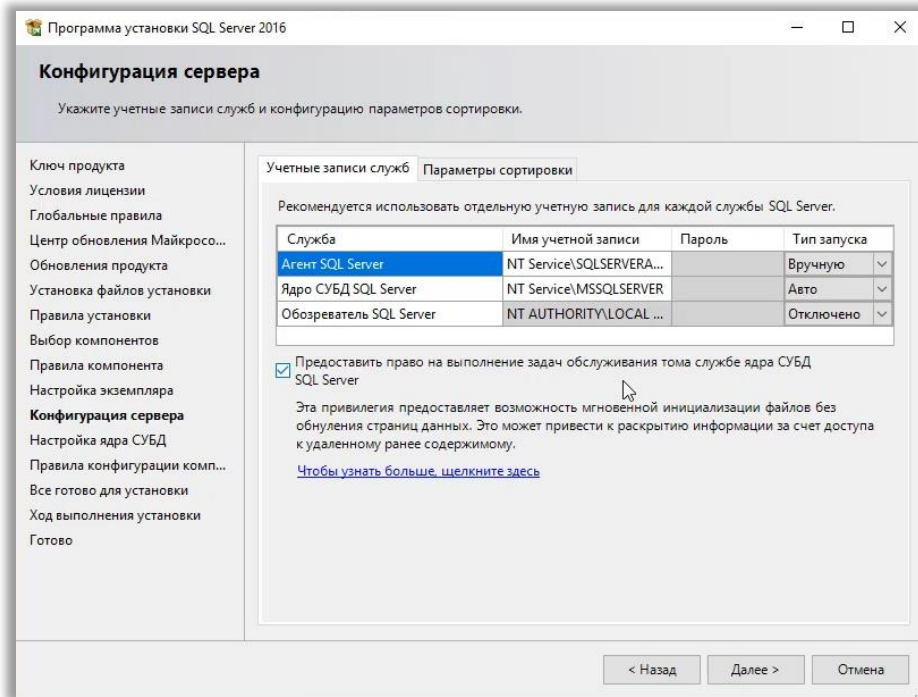 Программа установки SQL Server 2016
Конфигурация сервера
Укажите учетные записи служб и конфигурацию параметров сортировки.
Ключ продукта
Условия лицензии
Глобальные правила
Центр обновления Майкросо...
Обновления продукта
Установка файлов установки
Правила установки
Выбор компонентов
Правила компонента
Настройка экземпляра
Конфигурация сервера
Настройка ядра СУБД
Правила конфигурации комп...
Все готово для установки
Ход выполнения установки
Готово
Учетные записи служб Параметры сортировки
Рекомендуется использовать отдельную учетную запись для каждой службы SQL Server.
Служба Имя учетной записи Пароль Тип запуска
Агент SQL Server NT Service\SQLSERVERA... Вручную
Ядро СУБД SQL Server NT Service\MSSQLSERVER Авто
Обозреватель SQL Server NT AUTHORITY\LOCAL ... Отключено
Предоставить право на выполнение задач обслуживания тома службе ядра СУБД
SQL Server
Эта привилегия предоставляет возможность мгновенной инициализации файлов без
обнуления страниц данных. Это может привести к раскрытию информации за счет доступа
к удаленному ранее содержимому.
Чтобы узнать больше, щелкните здесь
< Назад Далее > Отмена